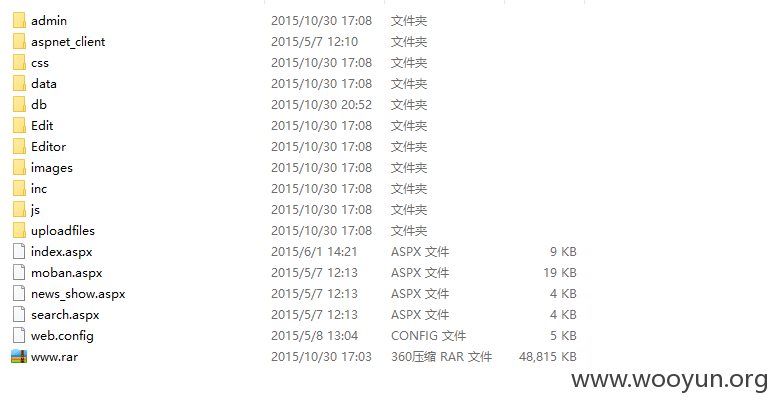 admin 2015/10/30 17:08 文件夹
aspnet_client 2015/5/7 12:10 文件夹
css 2015/10/30 17:08 文件夹
data 2015/10/30 17:08 文件夹
db 2015/10/30 20:52 文件夹
Edit 2015/10/30 17:08 文件夹
Editor 2015/10/30 17:08 文件夹
images 2015/10/30 17:08 文件夹
inc 2015/10/30 17:08 文件夹
js 2015/10/30 17:08 文件夹
uploadfiles 2015/10/30 17:08 文件夹
index.aspx 2015/6/1 14:21 ASPX 文件 9 KB
moban.aspx 2015/5/7 12:13 ASPX 文件 19 KB
news_show.aspx 2015/5/7 12:13 ASPX 文件 4 KB
search.aspx 2015/5/7 12:13 ASPX 文件 4 KB
web.config 2015/5/8 13:04 CONFIG 文件 5 KB
www.rar 2015/10/30 17:03 360压缩 RAR 文件 48,815 KB
www.wooyun.org